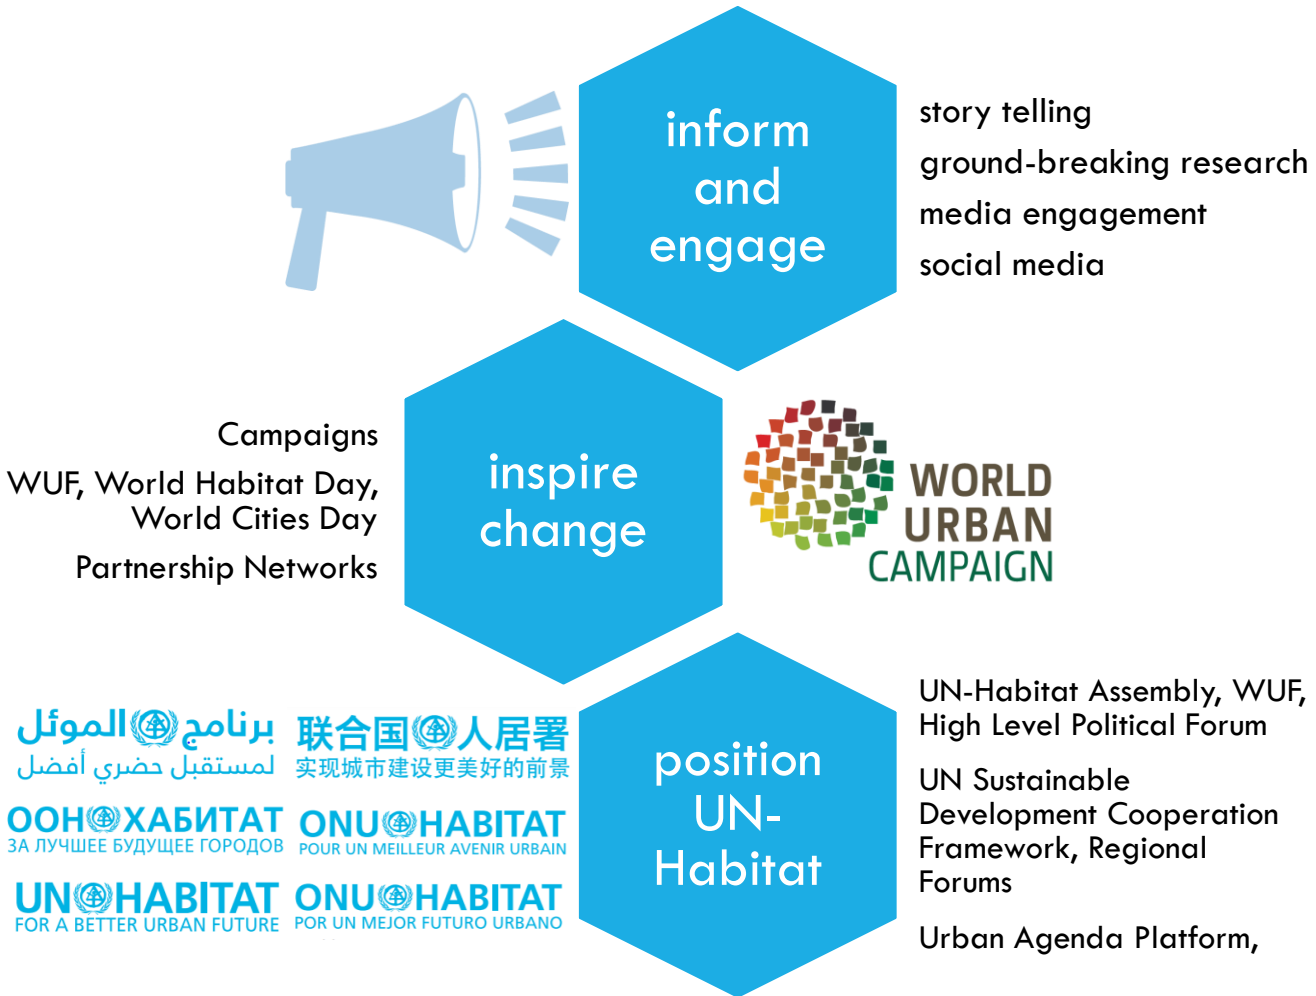 inform
and
engage
story telling
ground-breaking research
media engagement
social media
Campaigns
WUF, World Habitat Day,
World Cities Day
Partnership Networks
inspire
change
WORLD
URBAN
CAMPAIGN
برنامج الموئل
لمستقبل حضري أفضل
联合国人居署
实现城市建设更美好的前景
ООН ХАБИТАТ
ЗА ЛУЧШЕЕ БУДУЩЕЕ ГОРОДОВ
ONU HABITAT
POUR UN MEILLEUR AVENIR URBAIN
UN HABITAT
FOR A BETTER URBAN FUTURE
ONU HABITAT
POR UN MEJOR FUTURO URBANO
position
UN-
Habitat
UN-Habitat Assembly, WUF,
High Level Political Forum
UN Sustainable
Development Cooperation
Framework, Regional
Forums
Urban Agenda Platform,